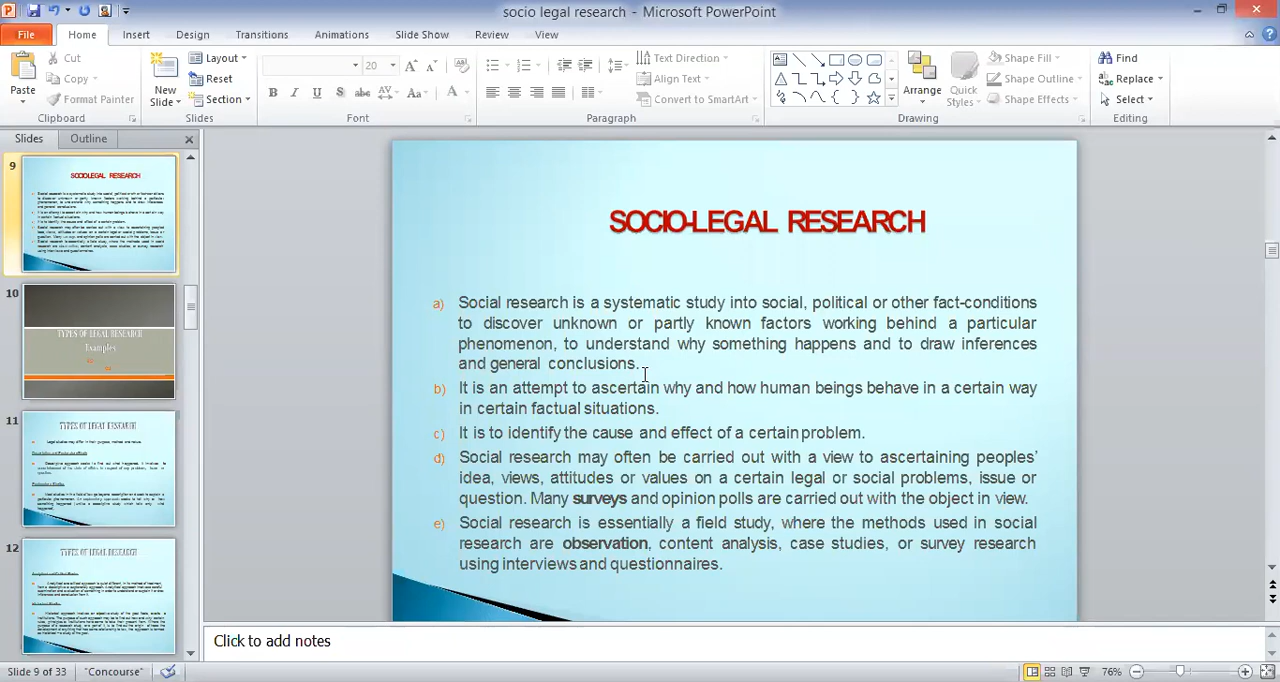 socio legal research - Microsoft PowerPoint
File Home Insert Design Transitions Animations Slide Show Review View
Paste
Cut
Copy
Format Painter
Clipboard
New Slide
Layout
Reset
Section
Slides
20
B I U S abc AV Aa A
Font
Text Direction
Align Text
Convert to SmartArt
Paragraph
Arrange
Quick Styles
Shape Fill
Shape Outline
Shape Effects
Drawing
Find
Replace
Select
Editing
Slides Outline
9
SOCIO-LEGAL RESEARCH
10
TYPES OF LEGAL RESEARCH
Examples
11
TYPES OF LEGAL RESEARCH
12
TYPES OF LEGAL RESEARCH
SOCIO-LEGAL RESEARCH
a) Social research is a systematic study into social, political or other fact-conditions
to discover unknown or partly known factors working behind a particular
phenomenon, to understand why something happens and to draw inferences
and general conclusions.
b) It is an attempt to ascertain why and how human beings behave in a certain way
in certain factual situations.
c) It is to identify the cause and effect of a certain problem.
d) Social research may often be carried out with a view to ascertaining peoples'
idea, views, attitudes or values on a certain legal or social problems, issue or
question. Many surveys and opinion polls are carried out with the object in view.
e) Social research is essentially a field study, where the methods used in social
research are observation, content analysis, case studies, or survey research
using interviews and questionnaires.
Click to add notes
Slide 9 of 33 "Concourse" 76%